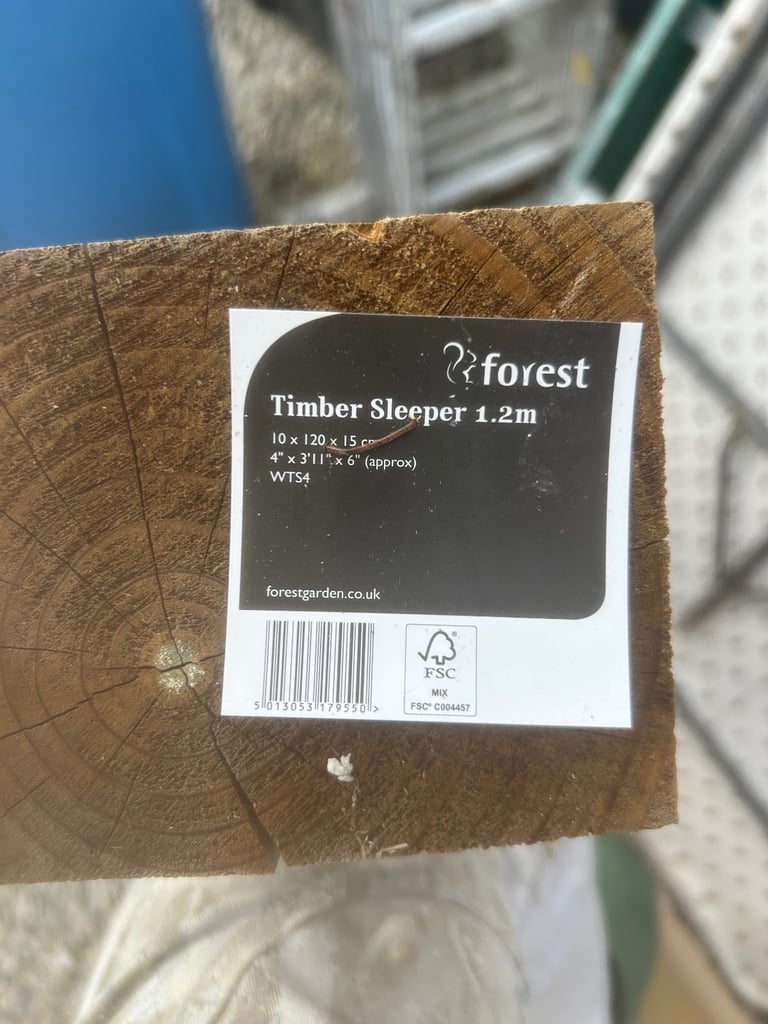 forest
Timber Sleeper 1.2m
10 x 120 x 15 cm
4" x 3'11" x 6" (approx)
WTS4
forestgarden.co.uk
5 013053 179550 >
®
FSC
MIX
FSC® C004457